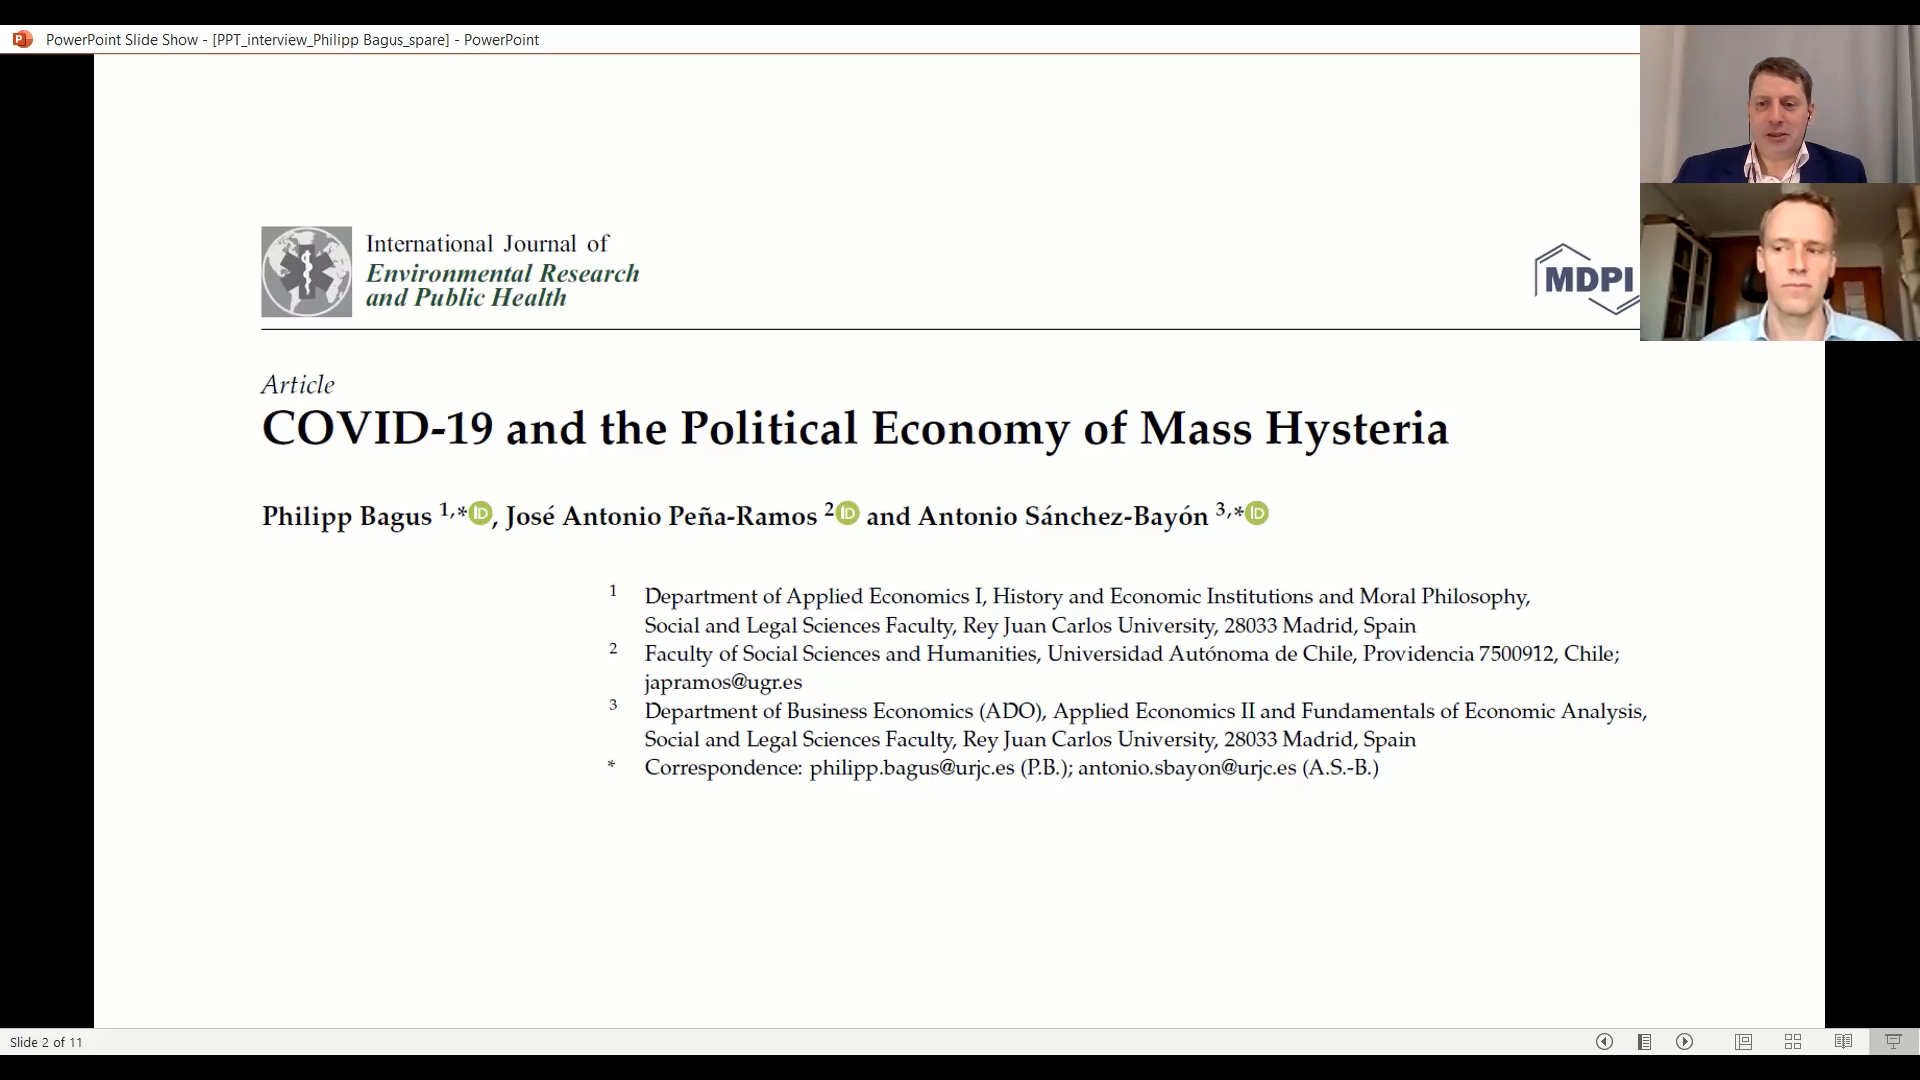 PowerPoint Slide Show - [PPT_interview_Philipp Bagus_spare] - PowerPoint
International Journal of
Environmental Research
and Public Health
MDPI
Article
COVID-19 and the Political Economy of Mass Hysteria
Philipp Bagus 1,* iD, José Antonio Peña-Ramos 2 iD and Antonio Sánchez-Bayón 3,* iD
1 Department of Applied Economics I, History and Economic Institutions and Moral Philosophy,
Social and Legal Sciences Faculty, Rey Juan Carlos University, 28033 Madrid, Spain
2 Faculty of Social Sciences and Humanities, Universidad Autónoma de Chile, Providencia 7500912, Chile;
japramos@ugr.es
3 Department of Business Economics (ADO), Applied Economics II and Fundamentals of Economic Analysis,
Social and Legal Sciences Faculty, Rey Juan Carlos University, 28033 Madrid, Spain
* Correspondence: philipp.bagus@urjc.es (P.B.); antonio.sbayon@urjc.es (A.S.-B.)
Slide 2 of 11